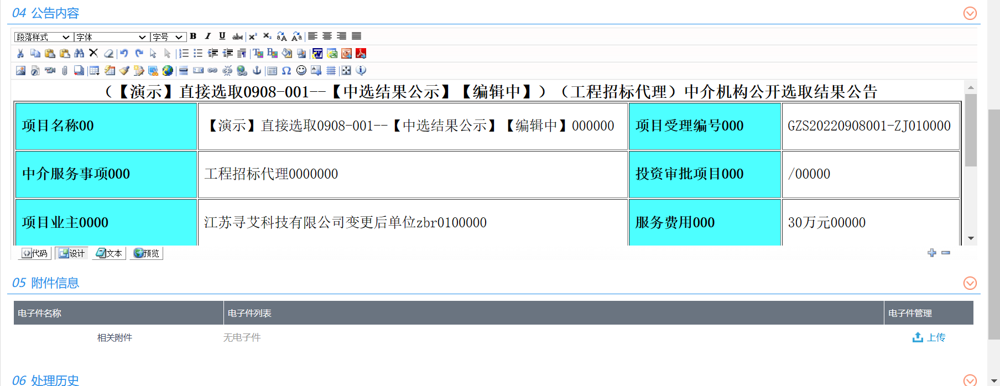 04 公告内容
段落样式 字体 字号 B I U abc x² x₂ aA Aa
（【演示】直接选取0908-001--【中选结果公示】【编辑中】）（工程招标代理）中介机构公开选取结果公告
项目名称00 【演示】直接选取0908-001--【中选结果公示】【编辑中】000000 项目受理编号000 GZS20220908001-ZJ010000
中介服务事项000 工程招标代理0000000 投资审批项目000 /00000
项目业主0000 江苏寻艾科技有限公司变更后单位zbr0100000 服务费用000 30万元00000
代码 设计 文本 预览
05 附件信息
电子件名称 电子件列表 电子件管理
相关附件 无电子件 上传
06 处理历史